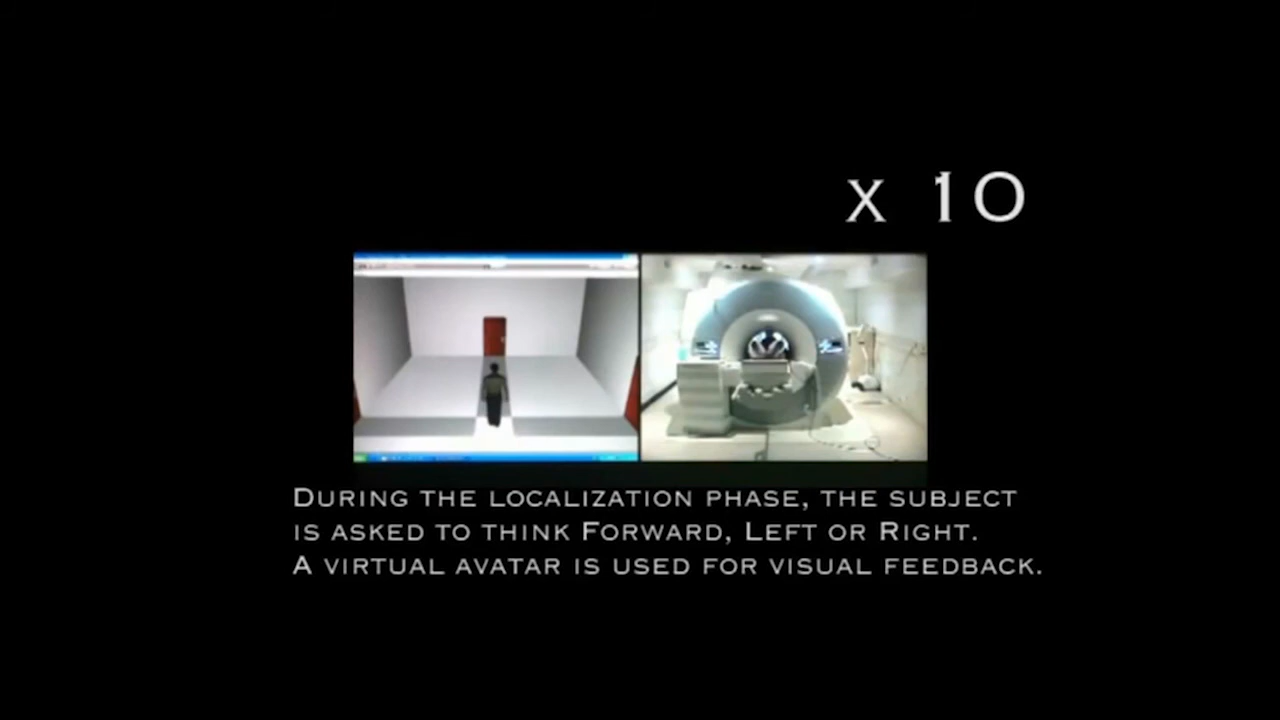 x 10
During the localization phase, the subject
is asked to think Forward, Left or Right.
A virtual avatar is used for visual feedback.